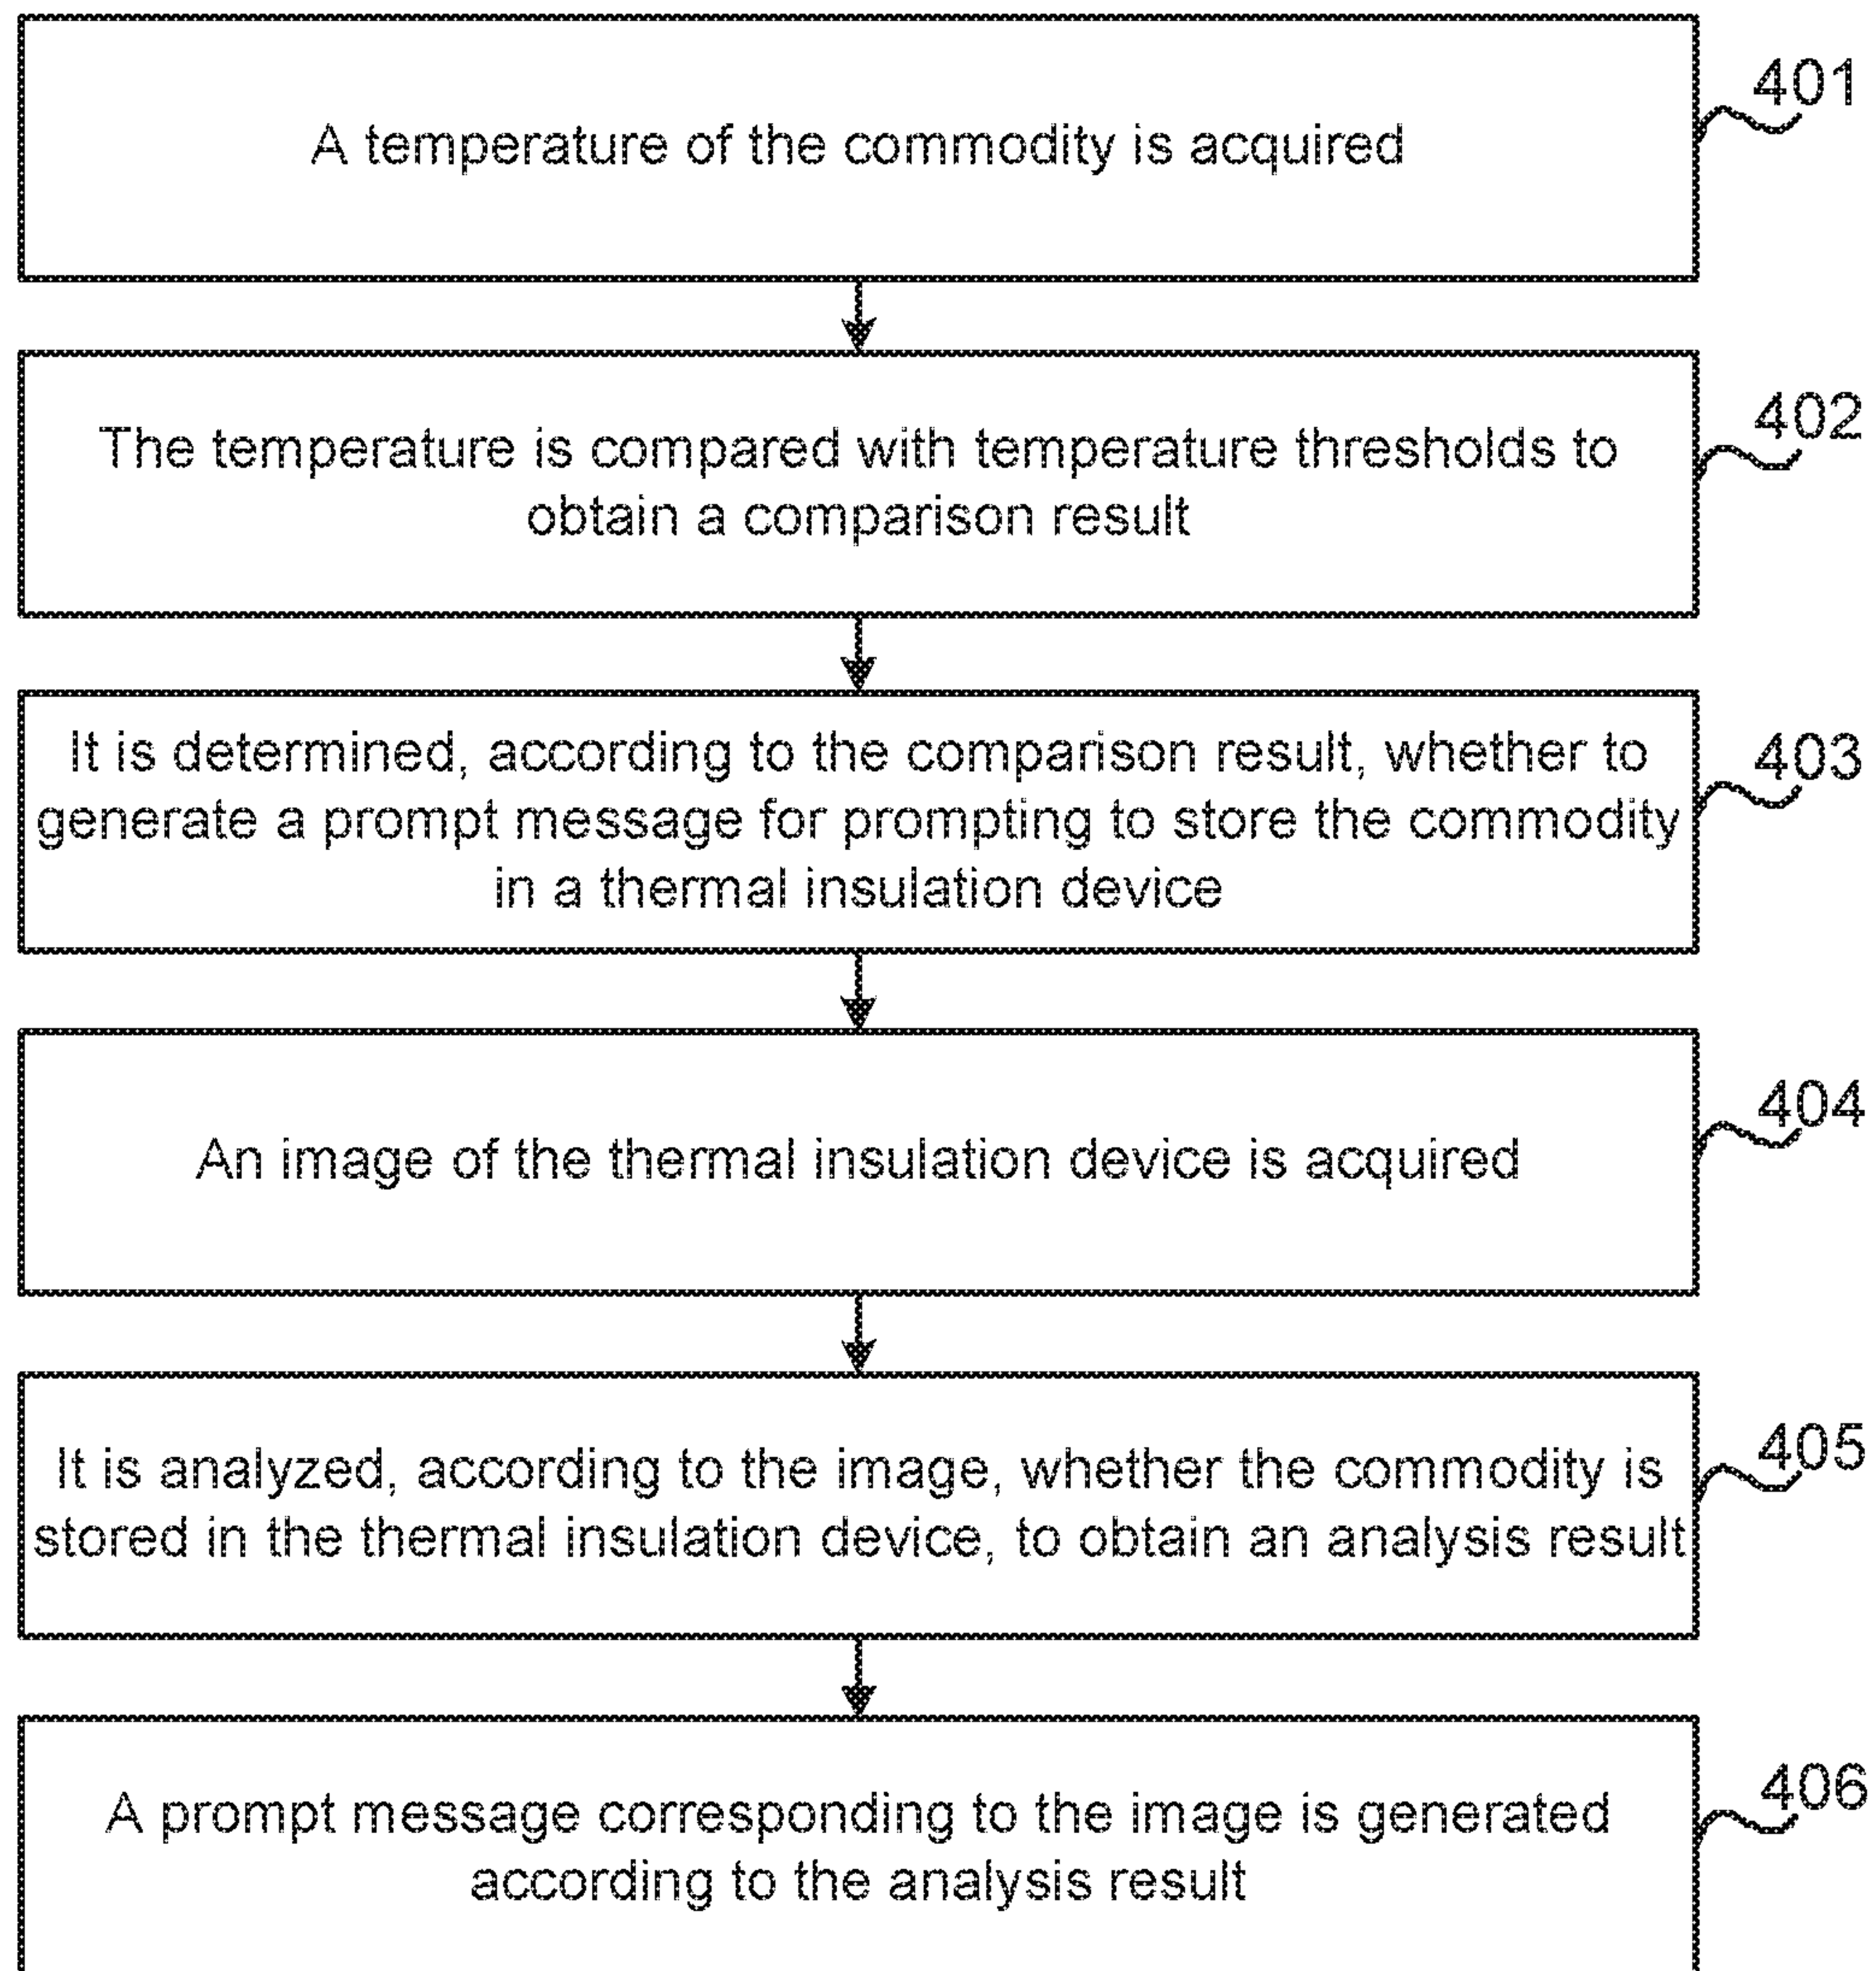 A temperature of the commodity is acquired
401
The temperature is compared with temperature thresholds to
obtain a comparison result
402
It is determined, according to the comparison result, whether to
generate a prompt message for prompting to store the commodity
in a thermal insulation device
403
An image of the thermal insulation device is acquired
404
It is analyzed, according to the image, whether the commodity is
stored in the thermal insulation device, to obtain an analysis result
405
A prompt message corresponding to the image is generated
according to the analysis result
406